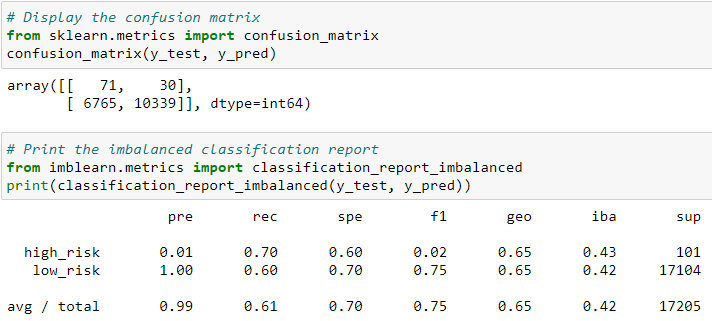 # Display the confusion matrix
from sklearn.metrics import confusion_matrix
confusion_matrix(y_test, y_pred)
array([[   71,    30],
       [ 6765, 10339]], dtype=int64)
# Print the imbalanced classification report
from imblearn.metrics import classification_report_imbalanced
print(classification_report_imbalanced(y_test, y_pred))
                   pre       rec       spe        f1       geo       iba       sup
  high_risk       0.01      0.70      0.60      0.02      0.65      0.43       101
   low_risk       1.00      0.60      0.70      0.75      0.65      0.42     17104
avg / total       0.99      0.61      0.70      0.75      0.65      0.42     17205